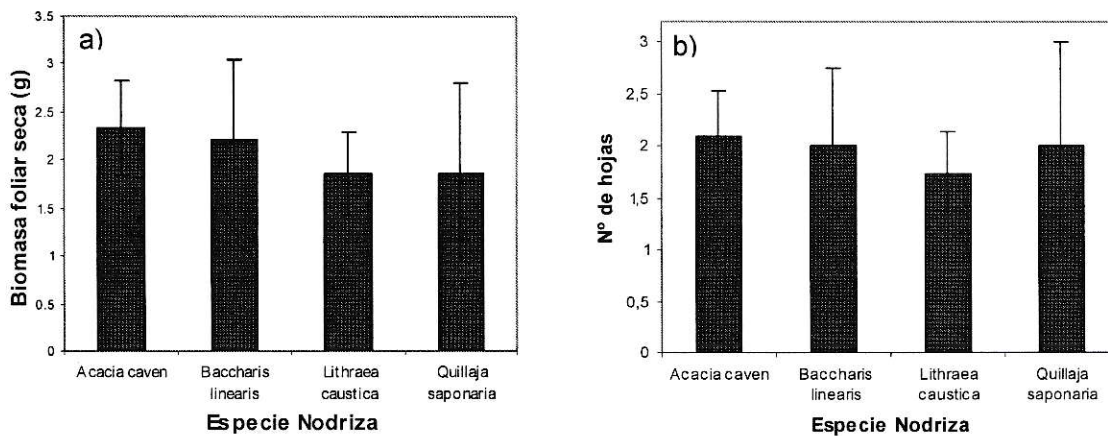 a)
Biomasa foliar seca (g)
3.5
3
2.5
2
1.5
1
0.5
0
Acacia caven
Baccharis
linearis
Lithraea
caustica
Quillaja
saponaria
Especie Nodriza
b)
Nº de hojas
3
2,5
2
1,5
1
0,5
0
Acacia caven
Baccharis
linearis
Lithraea
caustica
Quillaja
saponaria
Especie Nodriza